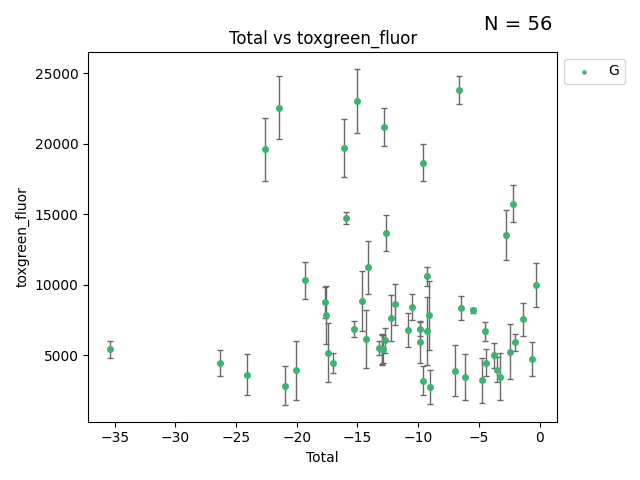 N = 56
Total vs toxgreen_fluor
G
25000
20000
15000
10000
5000
toxgreen_fluor
−35 −30 −25 −20 −15 −10 −5 0
Total